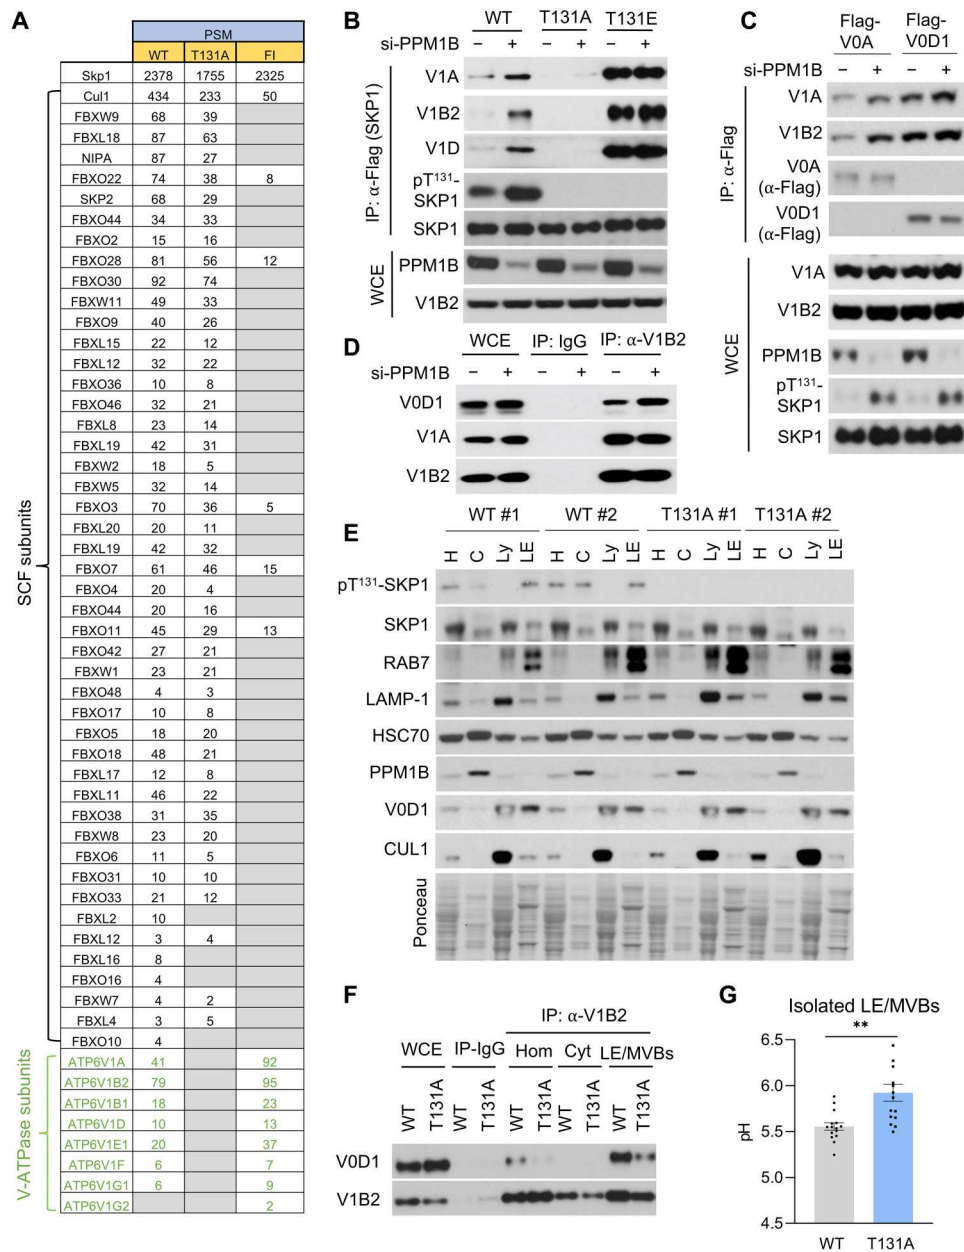 A
PSM
WT T131A FI
Skp1 2378 1755 2325
Cul1 434 233 50
FBXW9 68 39
FBXL18 87 63
NIPA 87 27
FBXO22 74 38 8
SKP2 68 29
FBXO44 34 33
FBXO2 15 16
FBXO28 81 56 12
FBXO30 92 74
FBXW11 49 33
FBXO9 40 26
FBXL15 22 12
FBXL12 32 22
FBXO36 10 8
FBXO46 32 21
FBXL8 23 14
FBXL19 42 31
FBXW2 18 5
FBXW5 32 14
FBXO3 70 36 5
FBXL20 20 11
FBXL19 42 32
FBXO7 61 46 15
FBXO4 20 4
FBXO44 20 16
FBXO11 45 29 13
FBXO42 27 21
FBXW1 23 21
FBXO48 4 3
FBXO17 10 8
FBXO5 18 20
FBXO18 48 21
FBXL17 12 8
FBXL11 46 22
FBXO38 31 35
FBXW8 23 20
FBXO6 11 5
FBXO31 10 10
FBXO33 21 12
FBXL2 10
FBXL12 3 4
FBXL16 8
FBXO16 4
FBXW7 4 2
FBXL4 3 5
FBXO10 4
ATP6V1A 41 92
ATP6V1B2 79 95
ATP6V1B1 18 23
ATP6V1D 10 13
ATP6V1E1 20 37
ATP6V1F 6 7
ATP6V1G1 6 9
ATP6V1G2 2
SCF subunits
V-ATPase subunits
B
WT T131A T131E
si-PPM1B – + – + – +
IP: α-Flag (SKP1)
V1A
V1B2
V1D
pT131-
SKP1
SKP1
WCE
PPM1B
V1B2
C
Flag- Flag-
V0A V0D1
si-PPM1B – + – +
IP: α-Flag
V1A
V1B2
V0A
(α-Flag)
V0D1
(α-Flag)
WCE
V1A
V1B2
PPM1B
pT131-
SKP1
SKP1
D
WCE IP: IgG IP: α-V1B2
si-PPM1B – + – + – +
V0D1
V1A
V1B2
E
WT #1 WT #2 T131A #1 T131A #2
H C Ly LE H C Ly LE H C Ly LE H C Ly LE
pT131-SKP1
SKP1
RAB7
LAMP-1
HSC70
PPM1B
V0D1
CUL1
Ponceau
F
IP: α-V1B2
WCE IP-IgG Hom Cyt LE/MVBs
WT T131A WT T131A WT T131A WT T131A WT T131A
V0D1
V1B2
G
Isolated LE/MVBs
**
6.5
6.0
5.5
5.0
4.5
pH
WT T131A